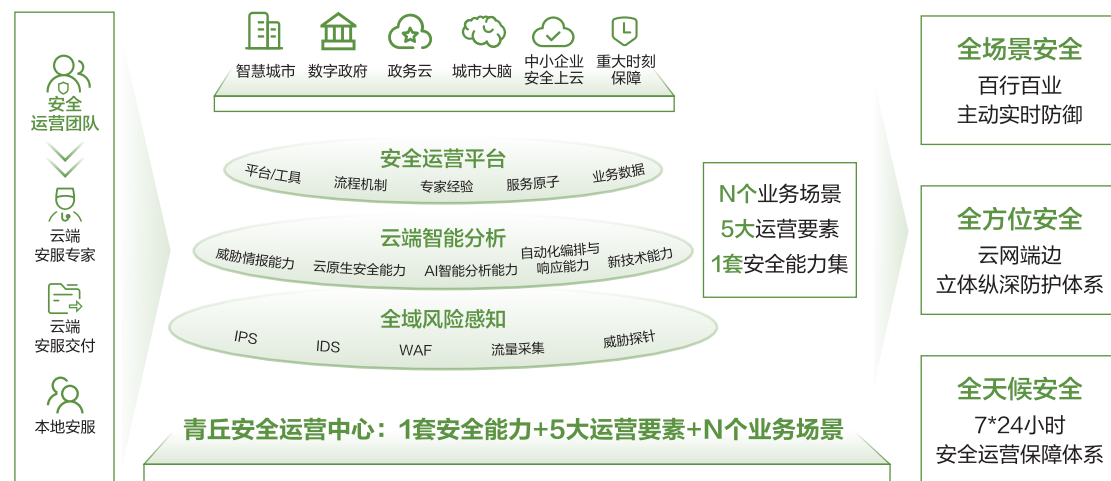 安全
运营团队
云端
安服专家
云端
安服交付
本地安服
智慧城市
数字政府
政务云
城市大脑
中小企业
安全上云
重大时刻
保障
安全运营平台
平台/工具
流程机制
专家经验
服务原子
业务数据
云端智能分析
威胁情报能力
云原生安全能力
AI智能分析能力
自动化编排与
响应能力
新技术能力
全域风险感知
IPS
IDS
WAF
流量采集
威胁探针
N个业务场景
5大运营要素
1套安全能力集
青丘安全运营中心：1套安全能力+5大运营要素+N个业务场景
全场景安全
百行百业
主动实时防御
全方位安全
云网端边
立体纵深防护体系
全天候安全
7*24小时
安全运营保障体系